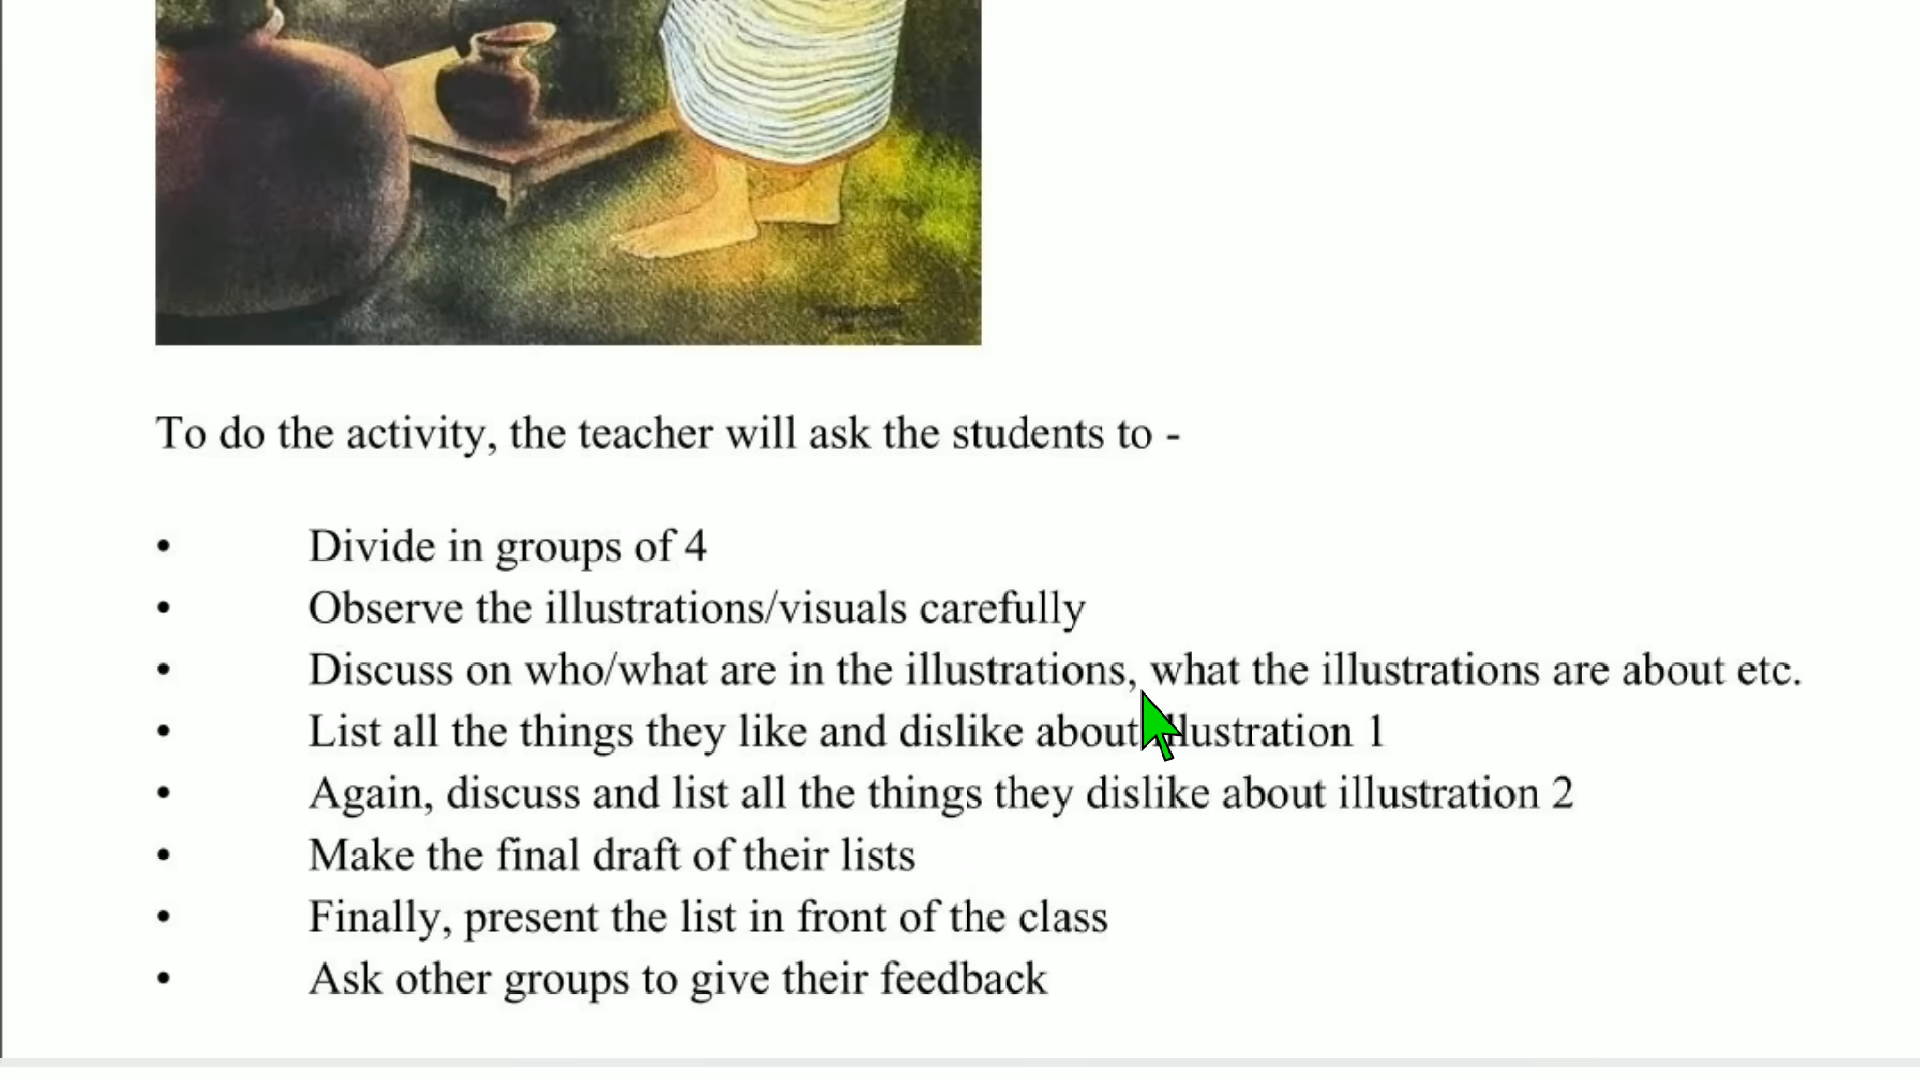 To do the activity, the teacher will ask the students to -
• Divide in groups of 4
• Observe the illustrations/visuals carefully
• Discuss on who/what are in the illustrations, what the illustrations are about etc.
• List all the things they like and dislike about illustration 1
• Again, discuss and list all the things they dislike about illustration 2
• Make the final draft of their lists
• Finally, present the list in front of the class
• Ask other groups to give their feedback